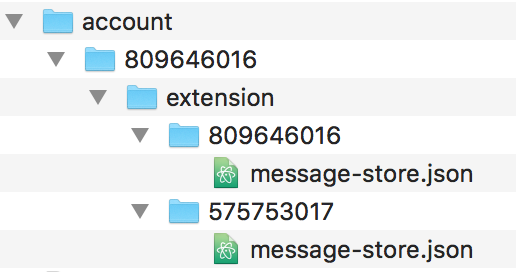 account
809646016
extension
809646016
message-store.json
575753017
message-store.json